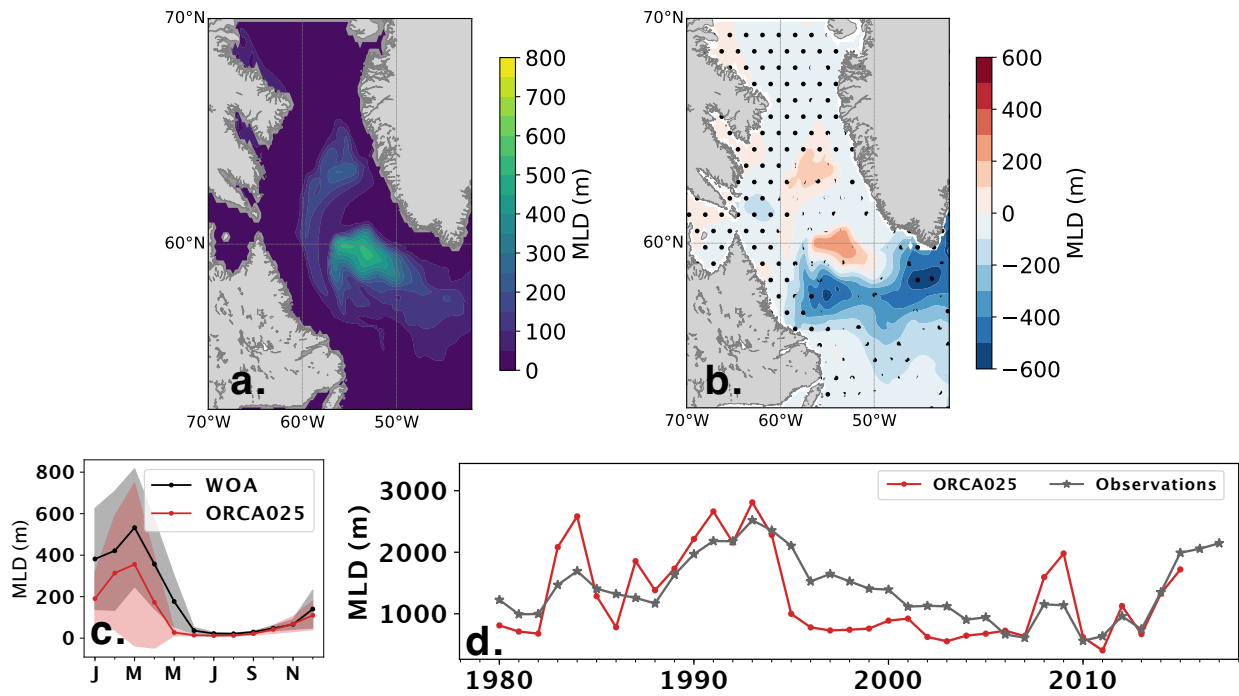 70°N
60°N
70°W
60°W
50°W
a.
800
700
600
500
400
300
200
100
0
MLD (m)
70°N
60°N
70°W
60°W
50°W
b.
600
400
200
0
−200
−400
−600
MLD (m)
800
600
400
200
0
MLD (m)
WOA
ORCA025
c.
J
M
M
J
S
N
3000
2000
1000
MLD (m)
ORCA025
Observations
d.
1980
1990
2000
2010